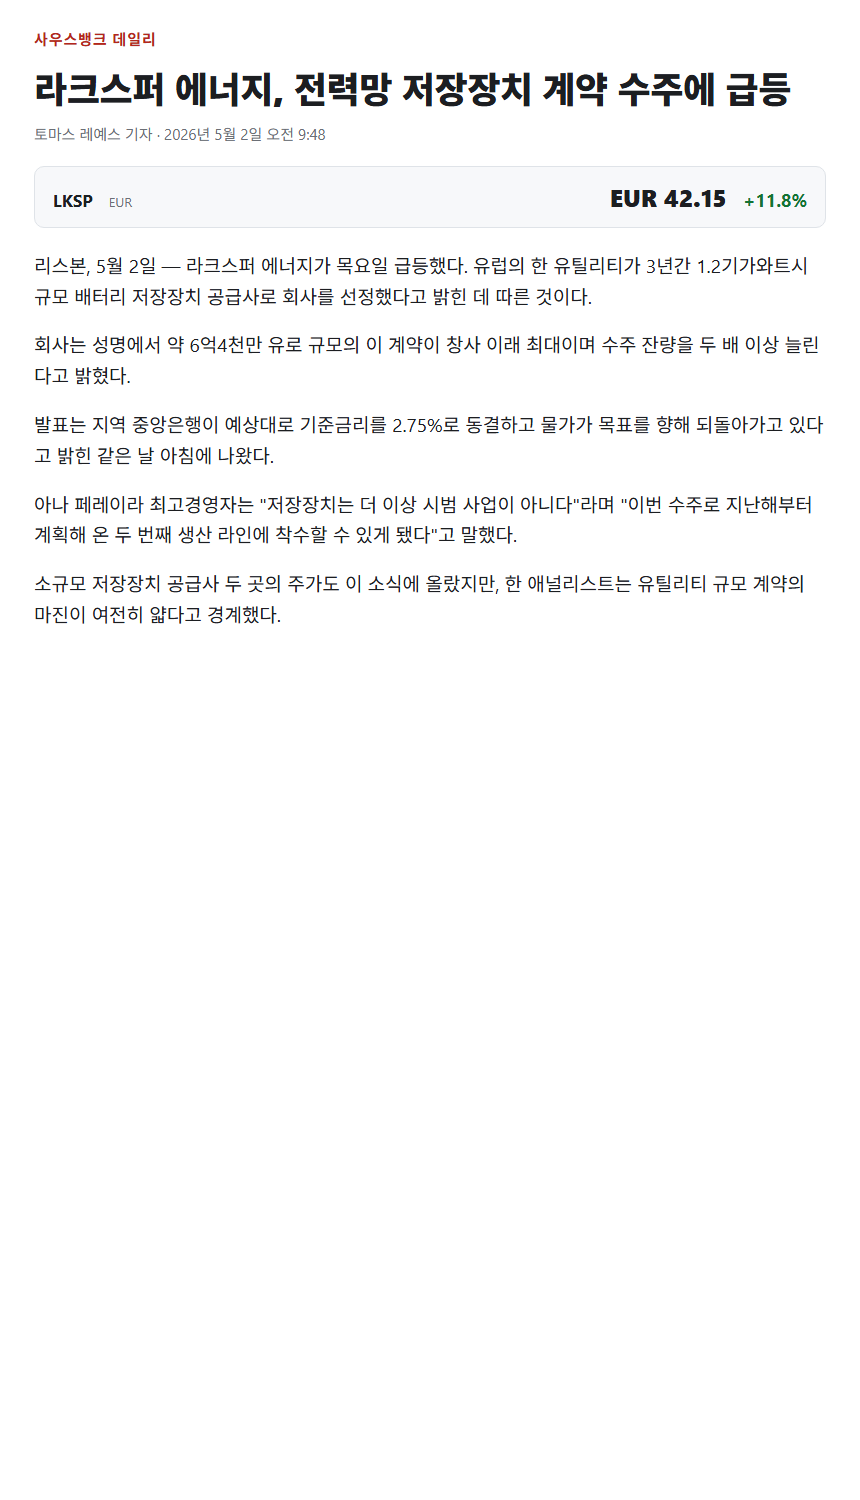 사우스뱅크 데일리
라크스퍼 에너지, 전력망 저장장치 계약 수주에 급등
토마스 레예스 기자 · 2026년 5월 2일 오전 9:48
LKSP EUR EUR 42.15 +11.8%
리스본, 5월 2일 — 라크스퍼 에너지가 목요일 급등했다. 유럽의 한 유틸리티가 3년간 1.2기가와트시
규모 배터리 저장장치 공급사로 회사를 선정했다고 밝힌 데 따른 것이다.
회사는 성명에서 약 6억4천만 유로 규모의 이 계약이 창사 이래 최대이며 수주 잔량을 두 배 이상 늘린
다고 밝혔다.
발표는 지역 중앙은행이 예상대로 기준금리를 2.75%로 동결하고 물가가 목표를 향해 되돌아가고 있다
고 밝힌 같은 날 아침에 나왔다.
아나 페레이라 최고경영자는 "저장장치는 더 이상 시범 사업이 아니다"라며 "이번 수주로 지난해부터
계획해 온 두 번째 생산 라인에 착수할 수 있게 됐다"고 말했다.
소규모 저장장치 공급사 두 곳의 주가도 이 소식에 올랐지만, 한 애널리스트는 유틸리티 규모 계약의
마진이 여전히 얇다고 경계했다.